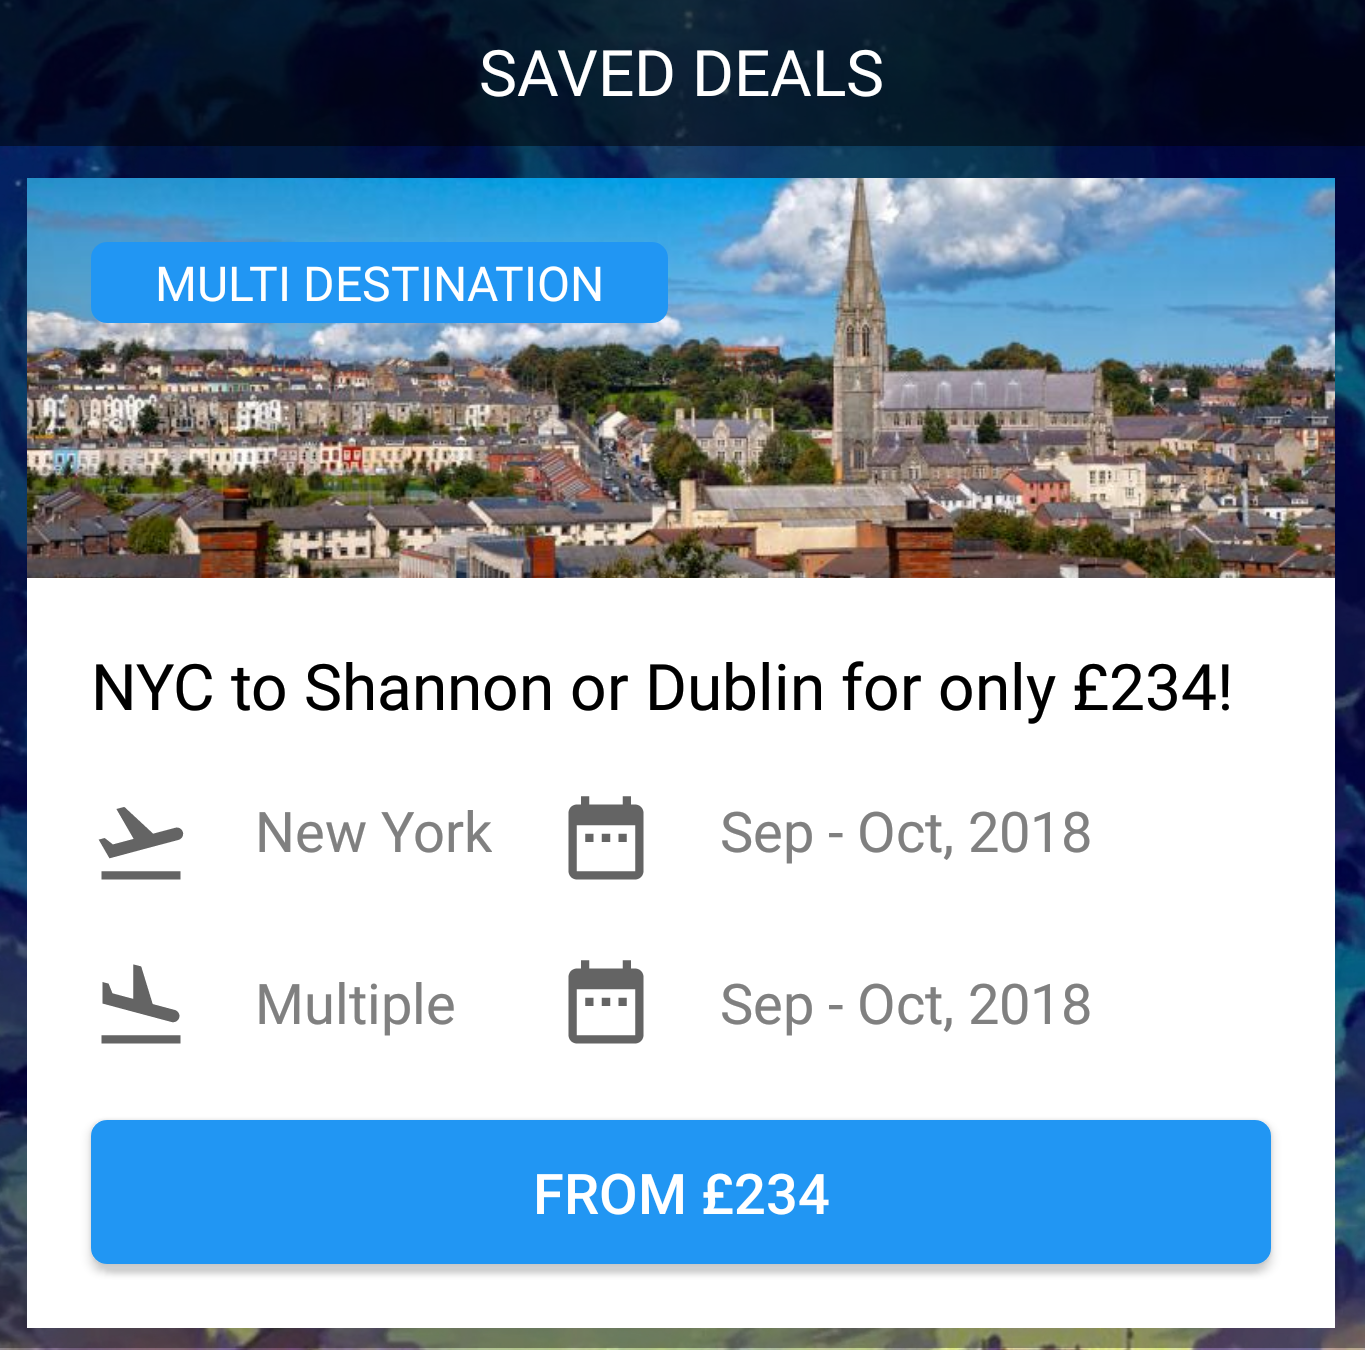 SAVED DEALS
MULTI DESTINATION
NYC to Shannon or Dublin for only £234!
New York
Sep - Oct, 2018
Multiple
Sep - Oct, 2018
FROM £234